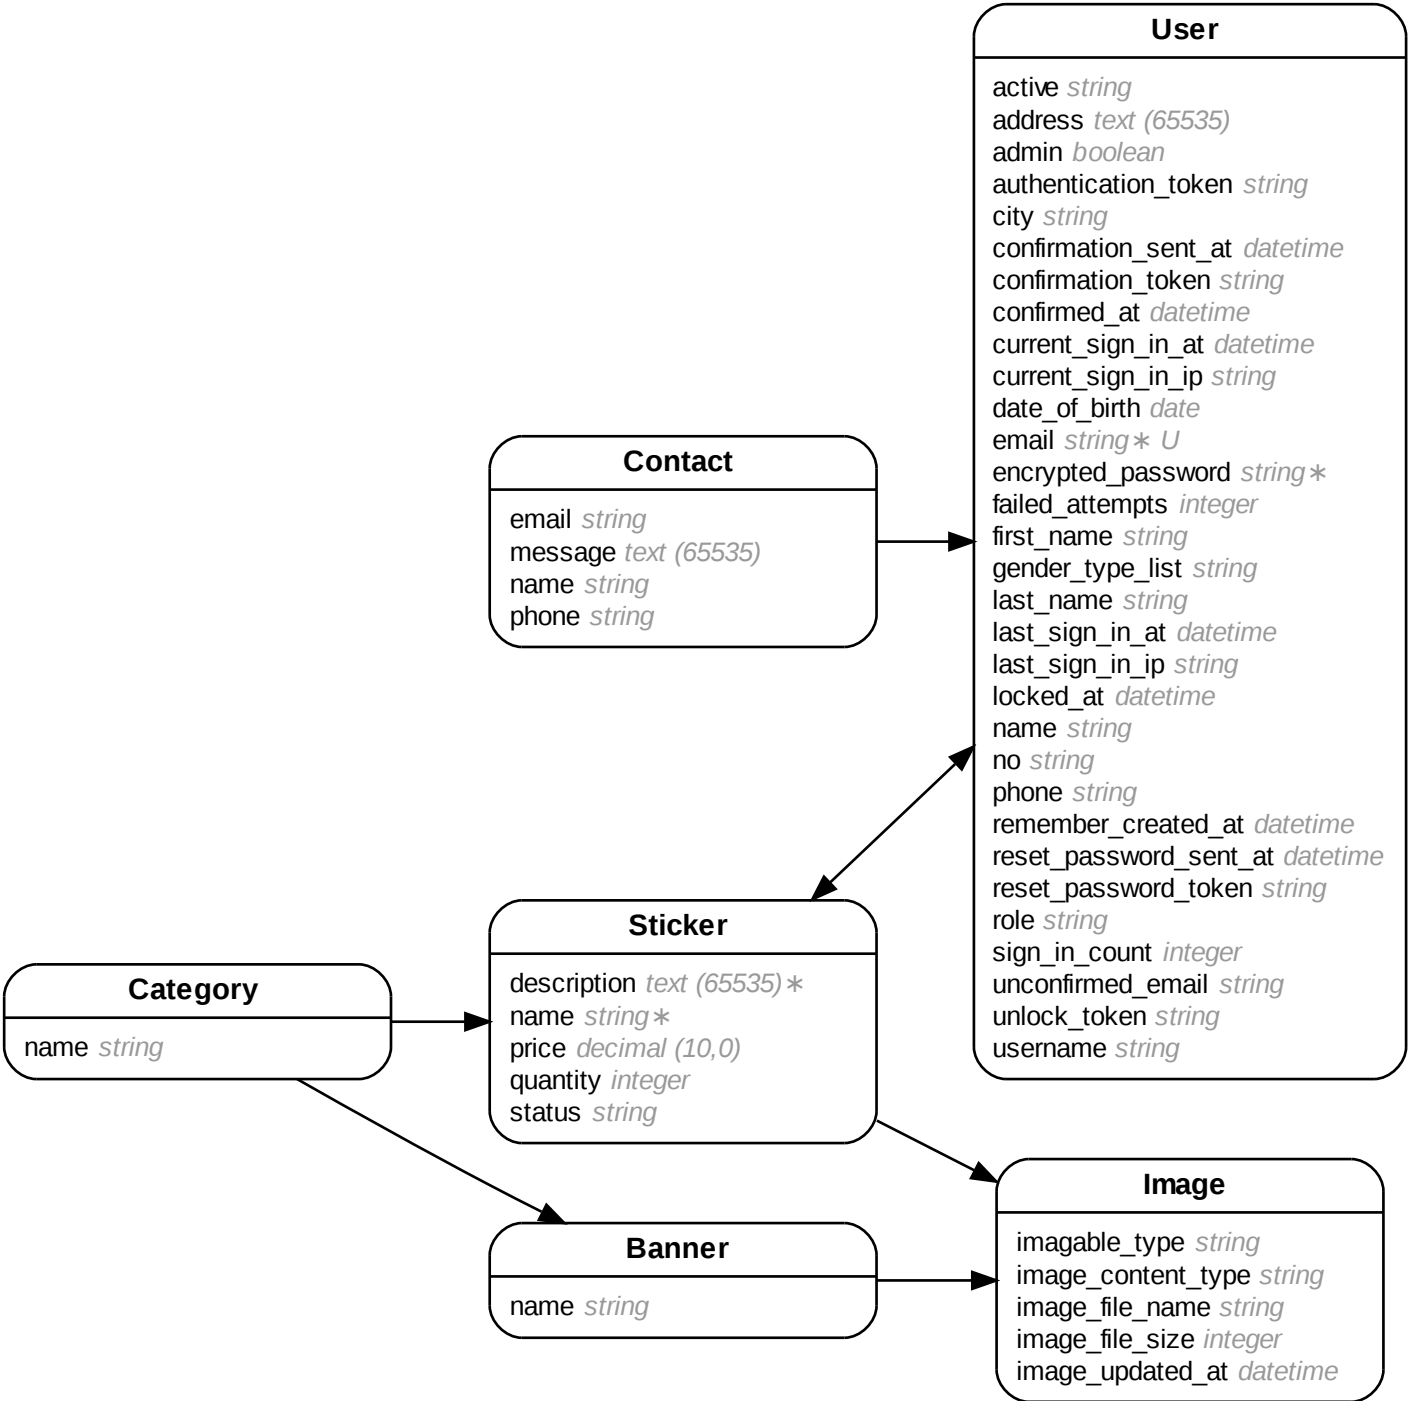 User
active string
address text (65535)
admin boolean
authentication_token string
city string
confirmation_sent_at datetime
confirmation_token string
confirmed_at datetime
current_sign_in_at datetime
current_sign_in_ip string
date_of_birth date
email string∗ U
encrypted_password string∗
failed_attempts integer
first_name string
gender_type_list string
last_name string
last_sign_in_at datetime
last_sign_in_ip string
locked_at datetime
name string
no string
phone string
remember_created_at datetime
reset_password_sent_at datetime
reset_password_token string
role string
sign_in_count integer
unconfirmed_email string
unlock_token string
username string
Contact
email string
message text (65535)
name string
phone string
Sticker
description text (65535)∗
name string∗
price decimal (10,0)
quantity integer
status string
Category
name string
Banner
name string
Image
imagable_type string
image_content_type string
image_file_name string
image_file_size integer
image_updated_at datetime